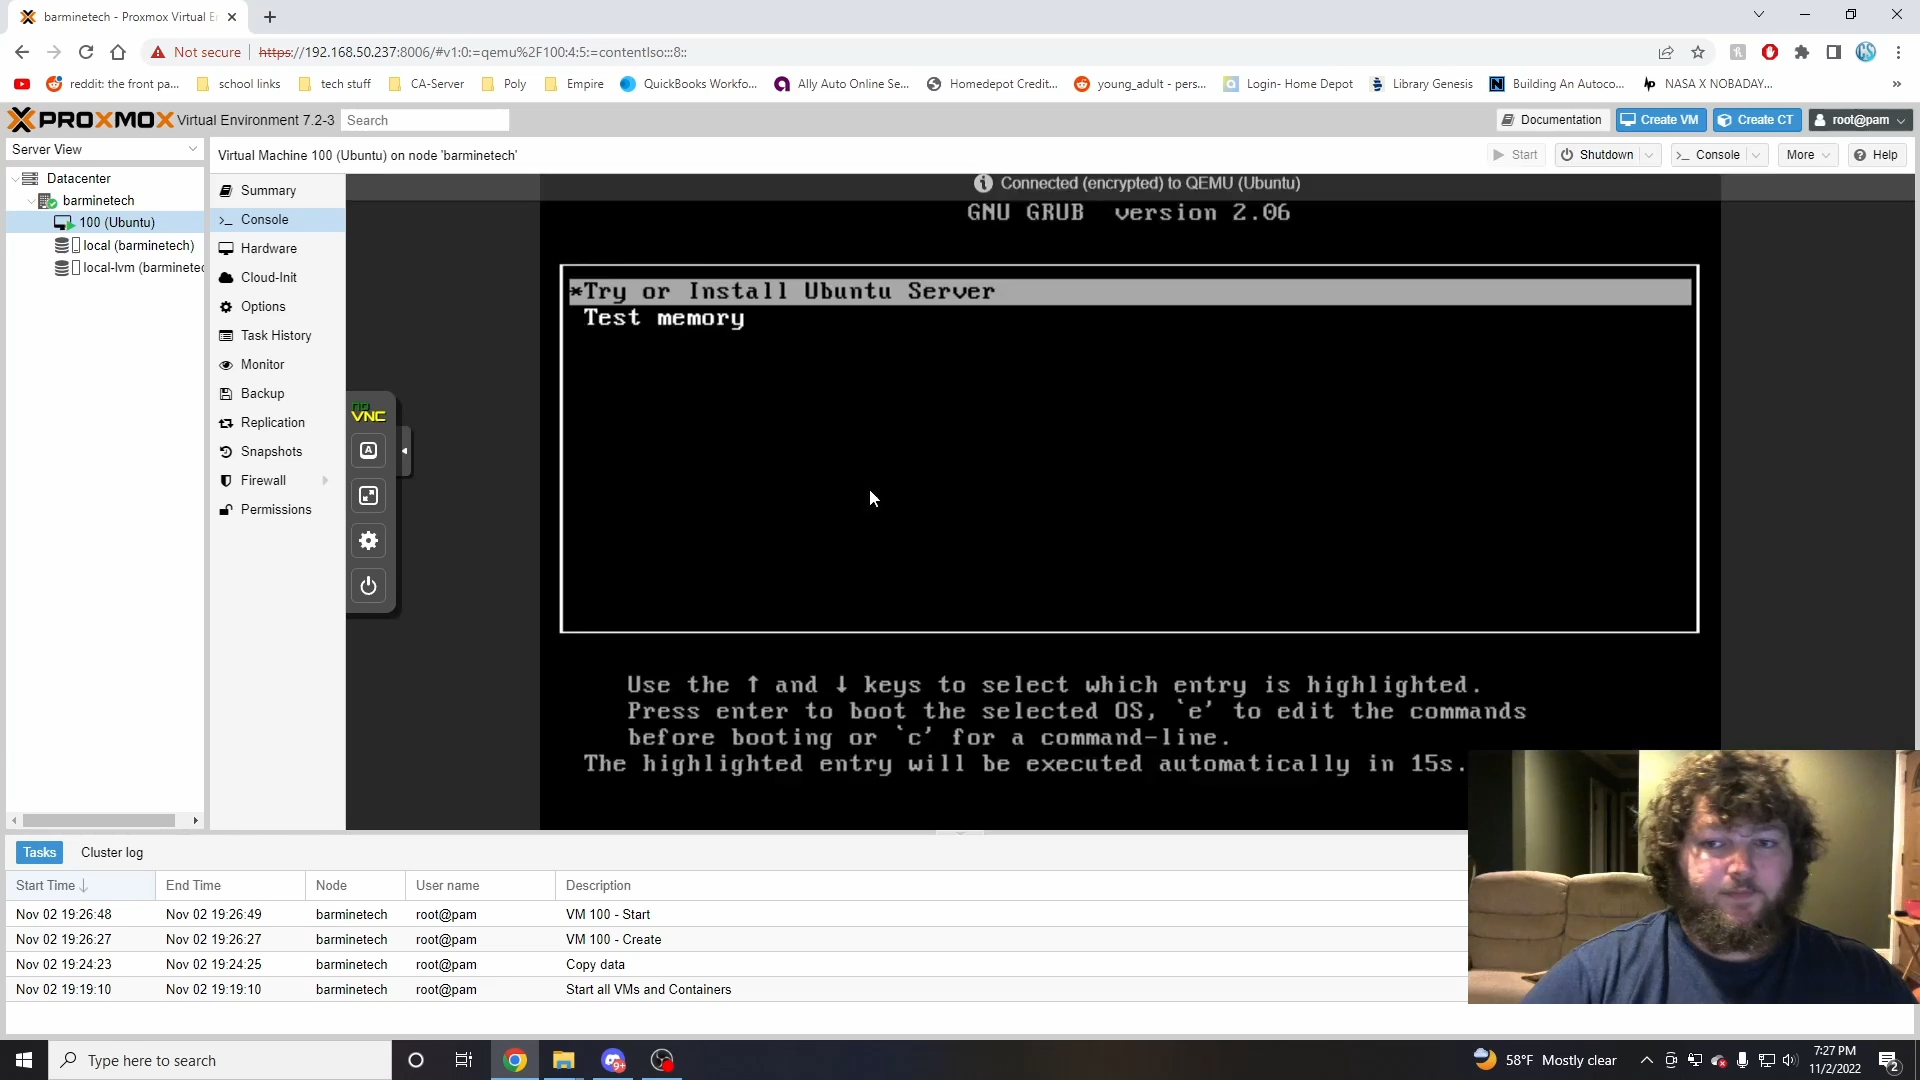 barminetech - Proxmox Virtual E
Not secure
https://192.168.50.237:8006/#v1:0:=qemu%2F100:4:5:=contentIso:::8::
reddit: the front pa...
school links
tech stuff
CA-Server
Poly
Empire
QuickBooks Workfo...
Ally Auto Online Se...
Homedepot Credit...
young_adult - pers...
Login- Home Depot
Library Genesis
Building An Autoco...
NASA X NOBADAY...
»
PROXMOX Virtual Environment 7.2-3
Search
Documentation
Create VM
Create CT
root@pam
Server View
Virtual Machine 100 (Ubuntu) on node 'barminetech'
Start
Shutdown
Console
More
Help
Datacenter
barminetech
100 (Ubuntu)
local (barminetech)
local-lvm (barminetec
Summary
Console
Hardware
Cloud-Init
Options
Task History
Monitor
Backup
Replication
Snapshots
Firewall
Permissions
no
VNC
A
Connected (encrypted) to QEMU (Ubuntu)
GNU GRUB version 2.06
*Try or Install Ubuntu Server
Test memory
Use the ↑ and ↓ keys to select which entry is highlighted.
Press enter to boot the selected OS, `e' to edit the commands
before booting or `c' for a command-line.
The highlighted entry will be executed automatically in 15s.
Tasks
Cluster log
Start Time ↓ End Time Node User name Description
Nov 02 19:26:48 Nov 02 19:26:49 barminetech root@pam VM 100 - Start
Nov 02 19:26:27 Nov 02 19:26:27 barminetech root@pam VM 100 - Create
Nov 02 19:24:23 Nov 02 19:24:25 barminetech root@pam Copy data
Nov 02 19:19:10 Nov 02 19:19:10 barminetech root@pam Start all VMs and Containers
Type here to search
9+
58°F Mostly clear
7:27 PM
11/2/2022
2